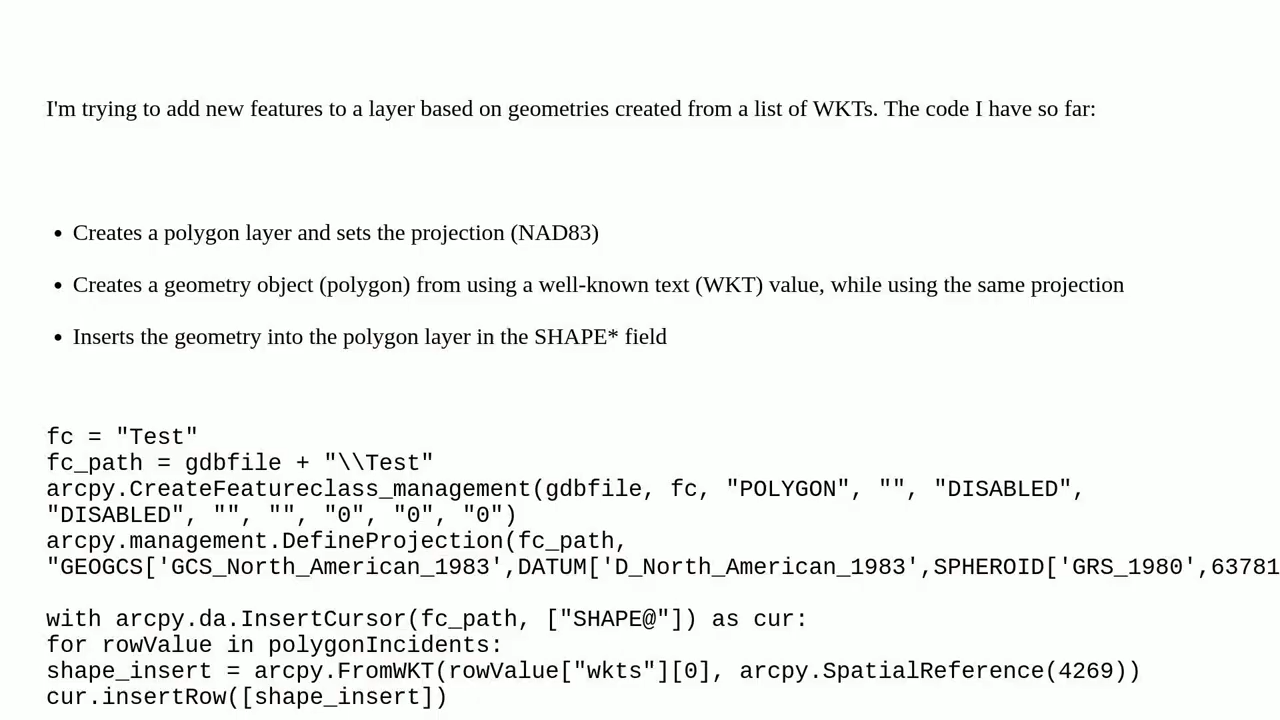 I'm trying to add new features to a layer based on geometries created from a list of WKTs. The code I have so far:
• Creates a polygon layer and sets the projection (NAD83)
• Creates a geometry object (polygon) from using a well-known text (WKT) value, while using the same projection
• Inserts the geometry into the polygon layer in the SHAPE* field
fc = "Test"
fc_path = gdbfile + "\\Test"
arcpy.CreateFeatureclass_management(gdbfile, fc, "POLYGON", "", "DISABLED",
"DISABLED", "", "", "0", "0", "0")
arcpy.management.DefineProjection(fc_path,
"GEOGCS['GCS_North_American_1983',DATUM['D_North_American_1983',SPHEROID['GRS_1980',63781
with arcpy.da.InsertCursor(fc_path, ["SHAPE@"]) as cur:
for rowValue in polygonIncidents:
shape_insert = arcpy.FromWKT(rowValue["wkts"][0], arcpy.SpatialReference(4269))
cur.insertRow([shape_insert])